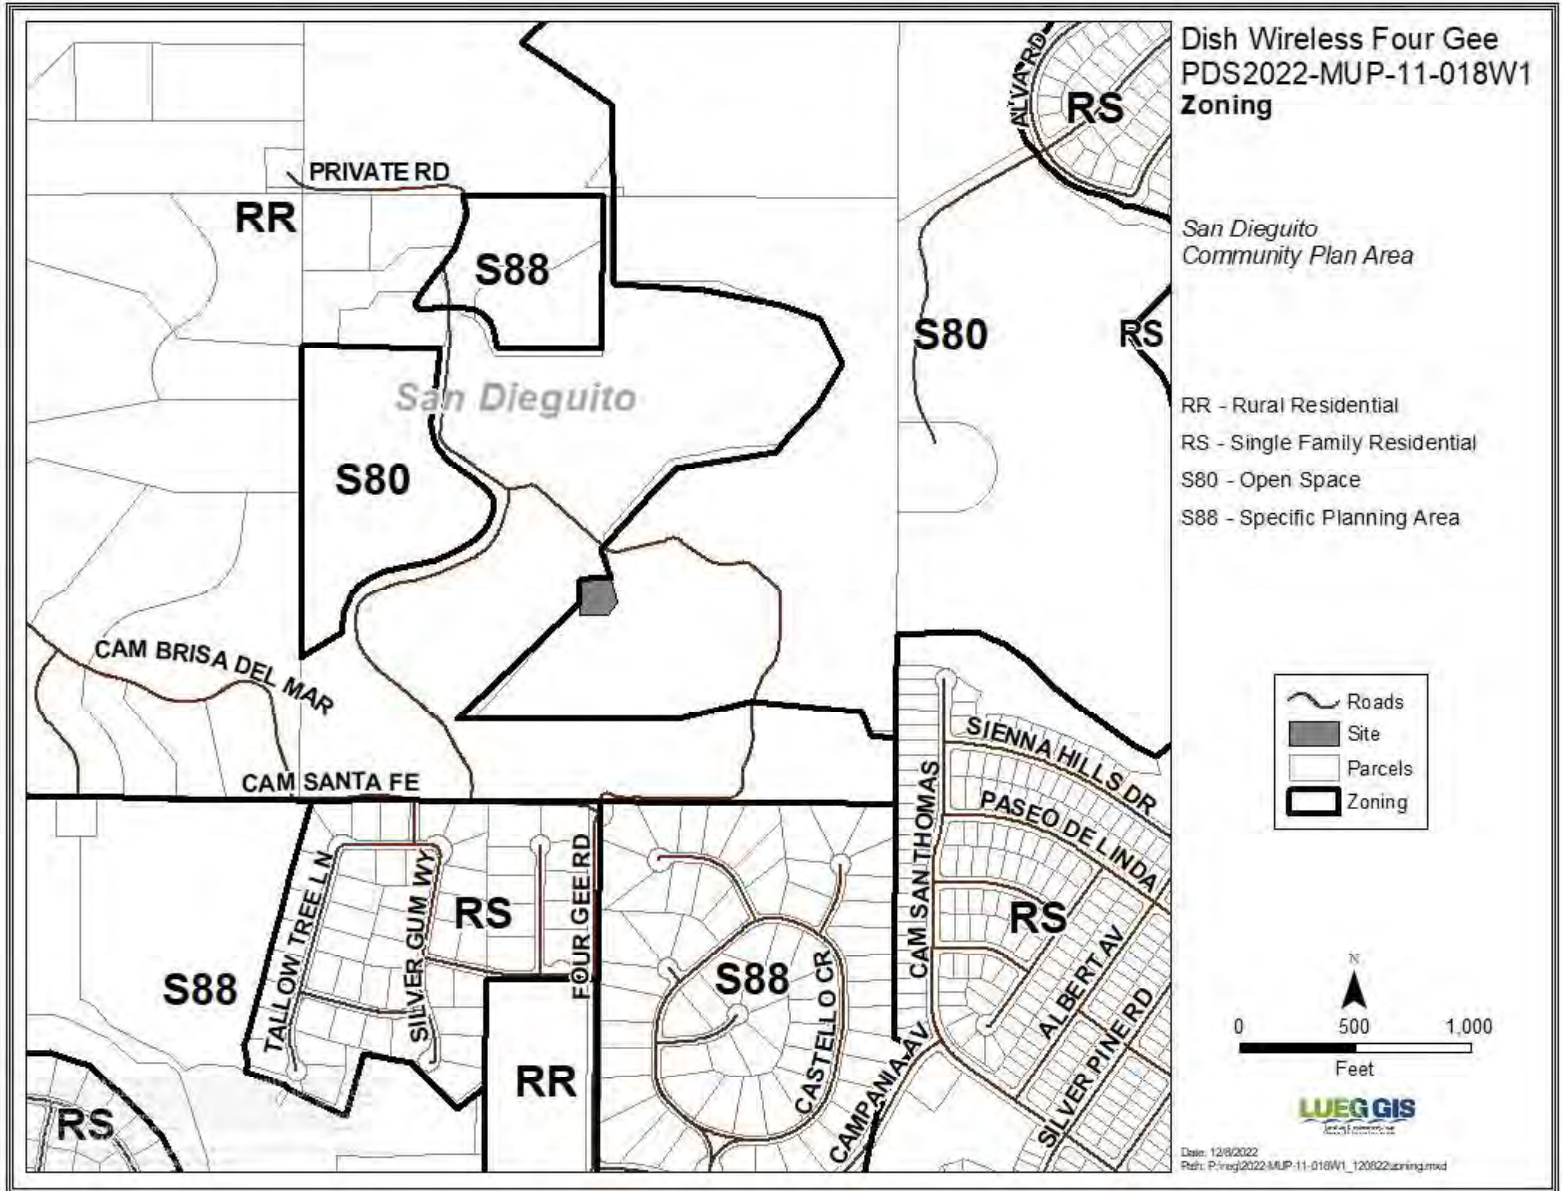 Dish Wireless Four Gee
PDS2022-MUP-11-018W1
Zoning
San Dieguito
Community Plan Area
RR - Rural Residential
RS - Single Family Residential
S80 - Open Space
S88 - Specific Planning Area
Roads
Site
Parcels
Zoning
N
0 500 1,000
Feet
LUEG GIS
Date: 12/8/2022
ALVA RD
RS
PRIVATE RD
RR
S88
S80
RS
San Dieguito
S80
CAM BRISA DEL MAR
CAM SANTA FE
SIENNA HILLS DR
PASEO DE LINDA
CAM SAN THOMAS
TALLOW TREE LN
SILVER GUM WY
RS
FOUR GEE RD
RS
S88
S88
CASTELLO CR
ALBERT AV
SILVER PINE RD
CAMPANIA AV
RR
RS